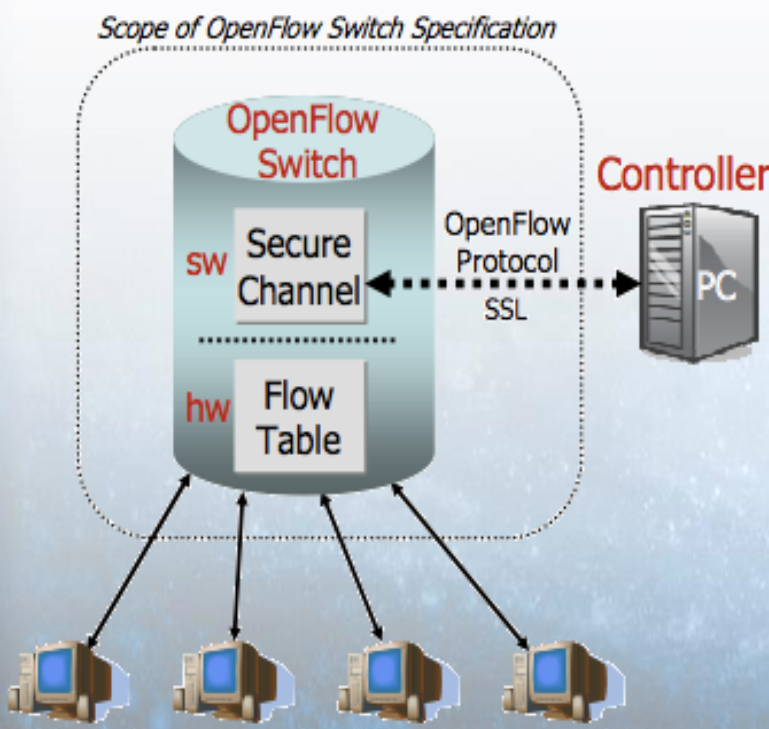 Scope of OpenFlow Switch Specification
OpenFlow
Switch
Controller
sw
Secure
Channel
OpenFlow
Protocol
SSL
PC
hw
Flow
Table